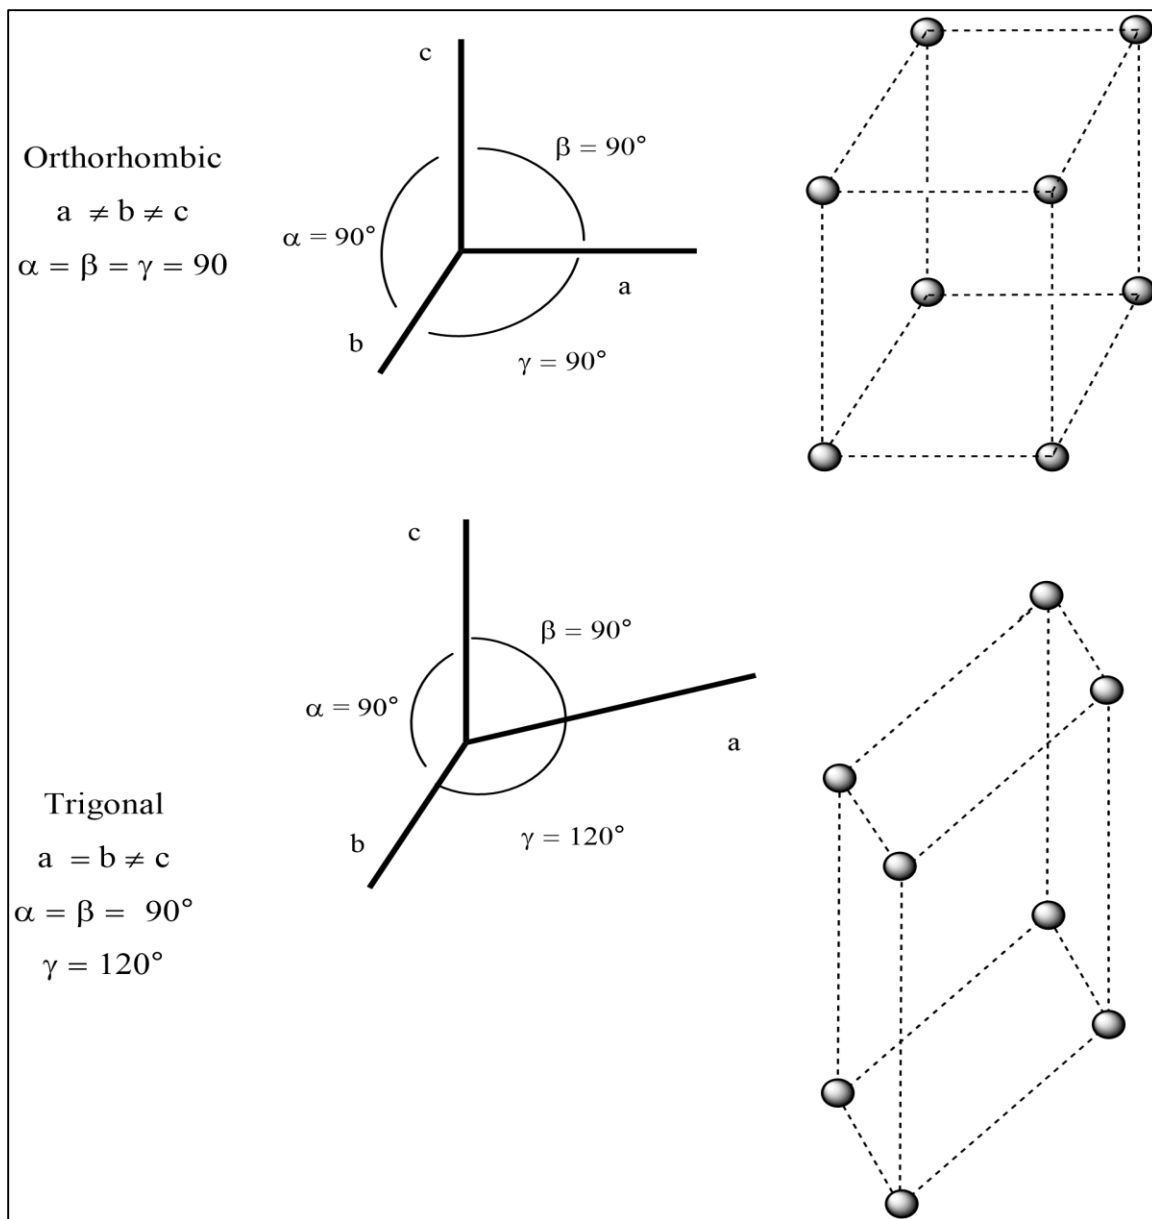 Orthorhombic
a ≠ b ≠ c
α = β = γ = 90
c
β = 90°
α = 90°
a
b
γ = 90°
Trigonal
a = b ≠ c
α = β = 90°
γ = 120°
c
β = 90°
α = 90°
a
b
γ = 120°